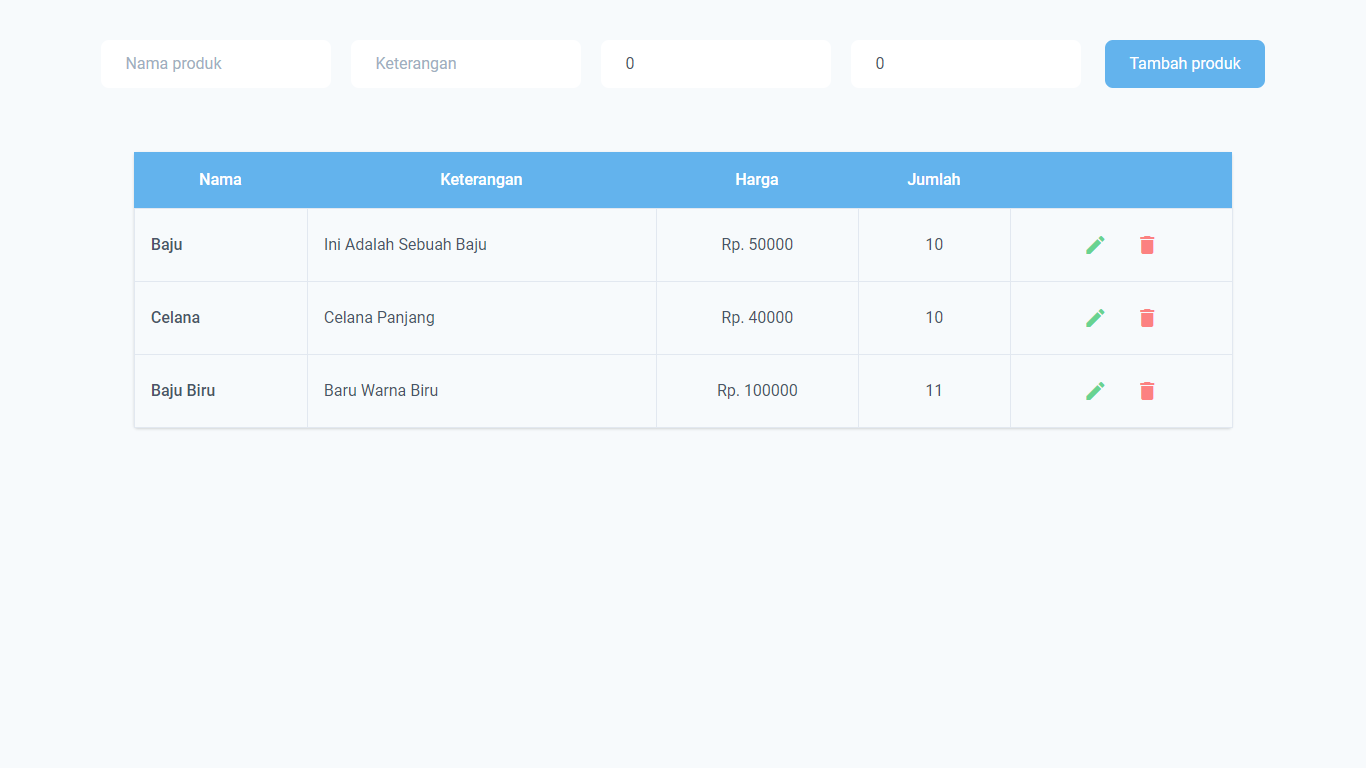 Nama produk Keterangan 0 0 Tambah produk
Nama Keterangan Harga Jumlah
Baju Ini Adalah Sebuah Baju Rp. 50000 10
Celana Celana Panjang Rp. 40000 10
Baju Biru Baru Warna Biru Rp. 100000 11